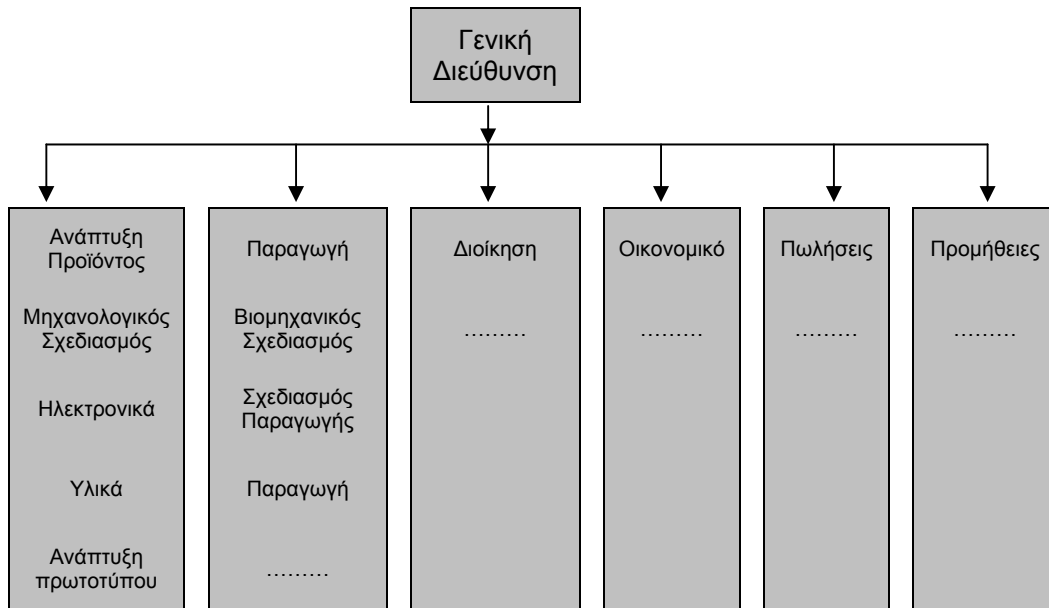 Γενική
Διεύθυνση
Ανάπτυξη
Προϊόντος
Μηχανολογικός
Σχεδιασμός
Ηλεκτρονικά
Υλικά
Ανάπτυξη
πρωτοτύπου
Παραγωγή
Βιομηχανικός
Σχεδιασμός
Σχεδιασμός
Παραγωγής
Παραγωγή
………
Διοίκηση
………
Οικονομικό
………
Πωλήσεις
………
Προμήθειες
………